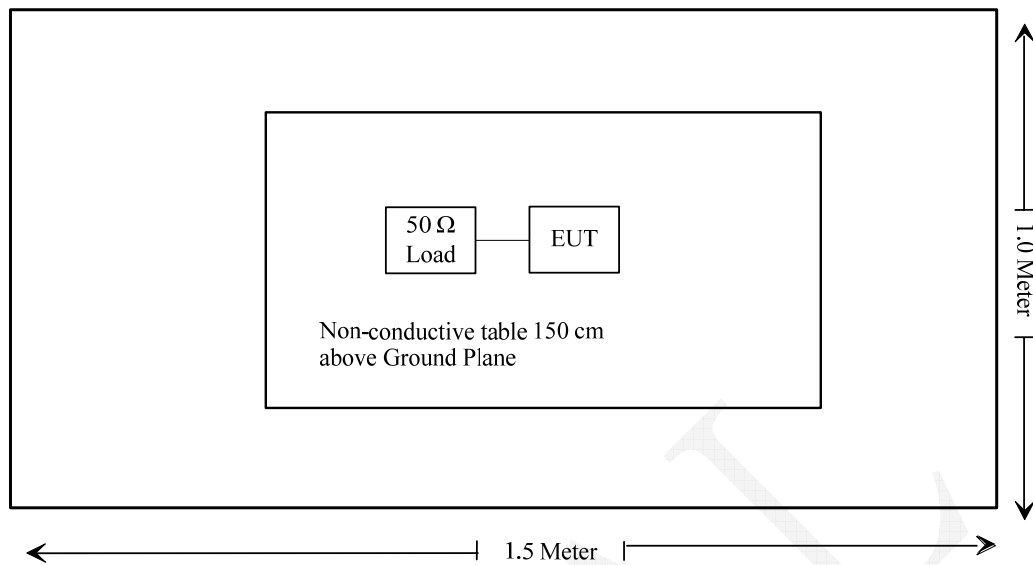 50 Ω
Load
EUT
Non-conductive table 150 cm
above Ground Plane
1.0 Meter
1.5 Meter